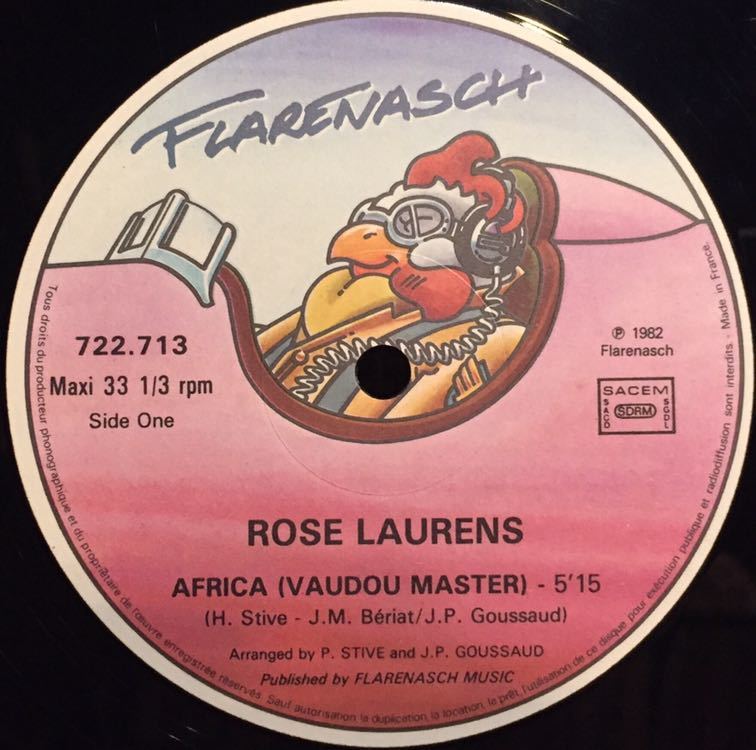 FLARENASCH
722.713
Maxi 33 1/3 rpm
Side One
℗ 1982
Flarenasch
SACEM
SACD
SDRM
SGDL
ROSE LAURENS
AFRICA (VAUDOU MASTER) - 5'15
(H. Stive - J.M. Bëriat/J.P. Goussaud)
Arranged by P. STIVE and J.P. GOUSSAUD
Published by FLARENASCH MUSIC
Tous droits du producteur phonographique et du propriétaire de l'œuvre enregistrée réservés. Sauf autorisation la duplication, la location, le prêt, l'utilisation de ce disque pour exécution publique et radiodiffusion sont interdits. Made in France.